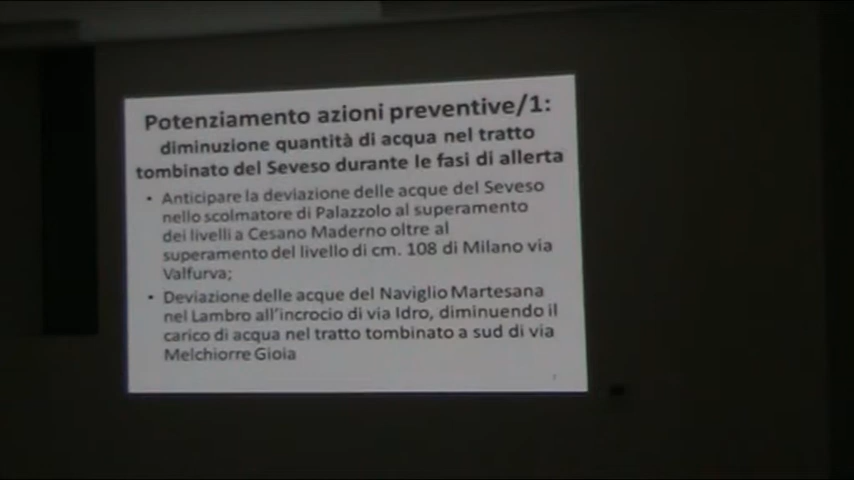 Potenziamento azioni preventive/1:
diminuzione quantità di acqua nel tratto
tombinato del Seveso durante le fasi di allerta
• Anticipare la deviazione delle acque del Seveso
nello scolmatore di Palazzolo al superamento
dei livelli a Cesano Maderno oltre al
superamento del livello di cm. 108 di Milano via
Valfurva;
• Deviazione delle acque del Naviglio Martesana
nel Lambro all'incrocio di via Idro, diminuendo il
carico di acqua nel tratto tombinato a sud di via
Melchiorre Gioia